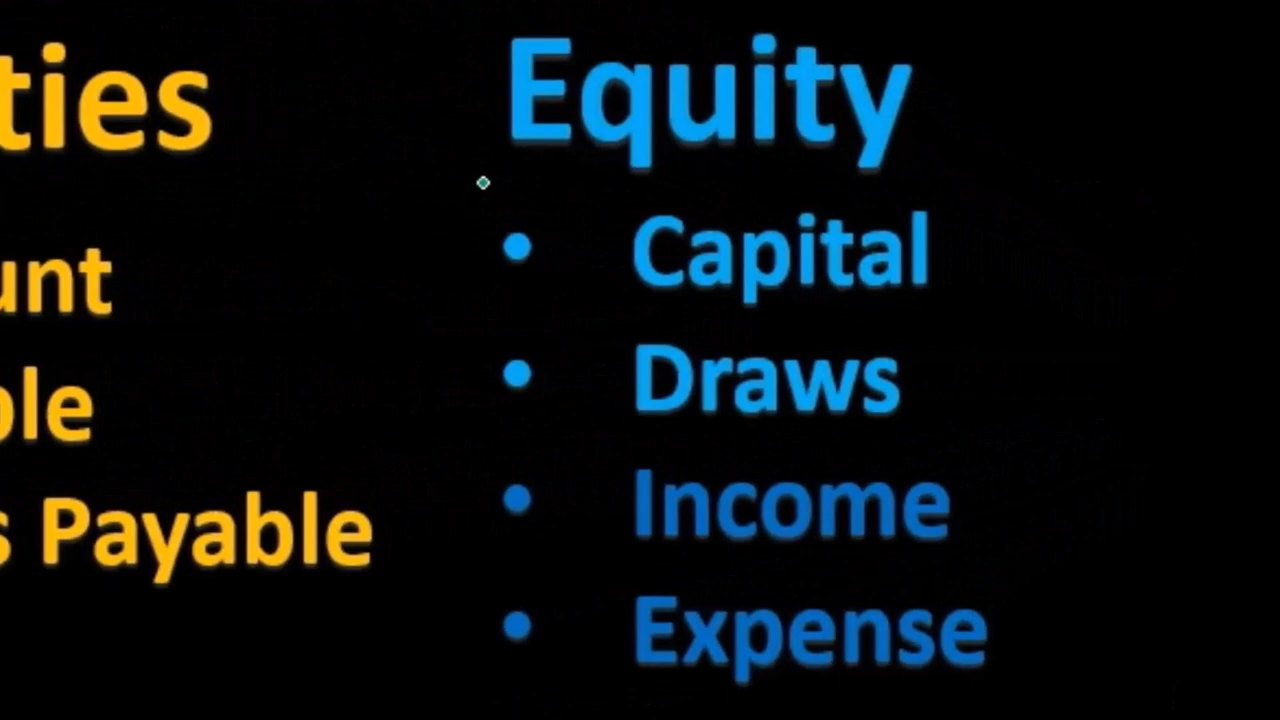 ties
Equity
unt
• Capital
ble
• Draws
s Payable
• Income
• Expense